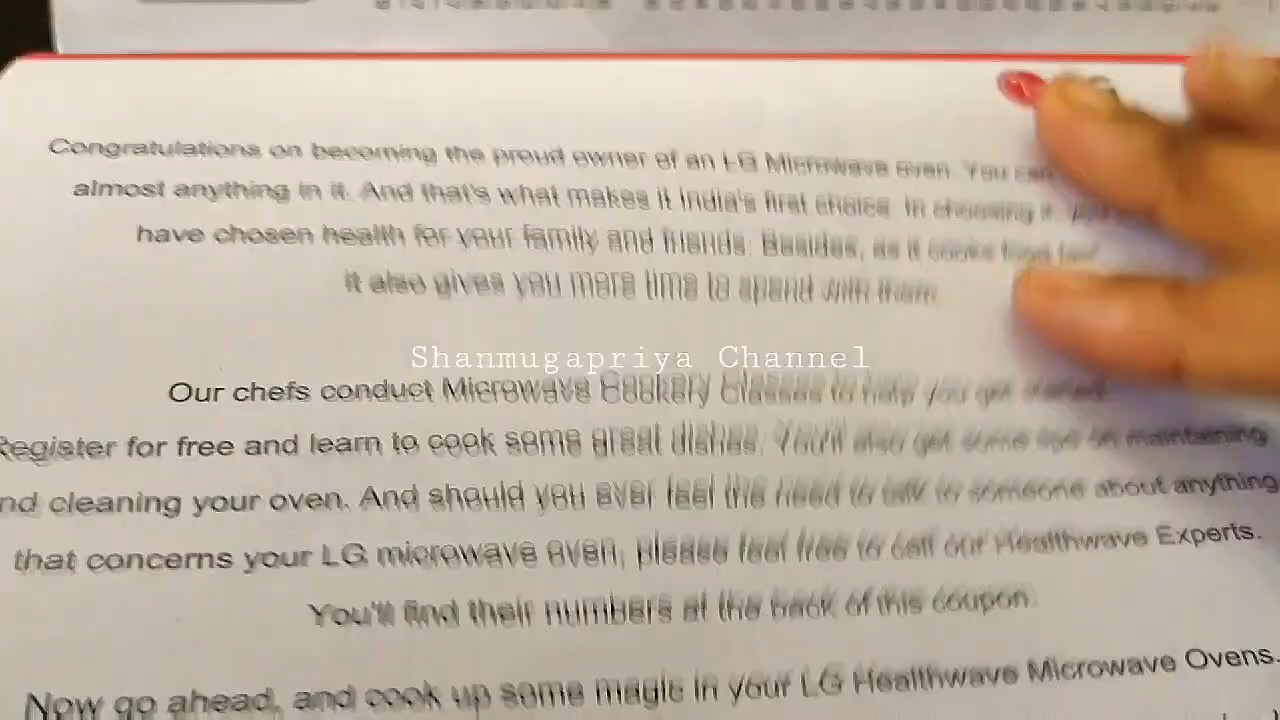 Congratulations on becoming the proud owner of an LG Microwave oven. You can
almost anything in it. And that's what makes it India's first choice. In choosing it,
have chosen health for your family and friends. Besides, as it cooks food fast
it also gives you more time to spend with them
Shanmugapriya Channel
Our chefs conduct Microwave Cookery Classes to help you get started.
Register for free and learn to cook some great dishes. You'll also get some tips on maintaining
nd cleaning your oven. And should you ever feel the need to talk to someone about anything
that concerns your LG microwave oven, please feel free to call our Healthwave Experts.
You'll find their numbers at the back of this coupon.
Now go ahead, and cook up some magic in your LG Healthwave Microwave Ovens.